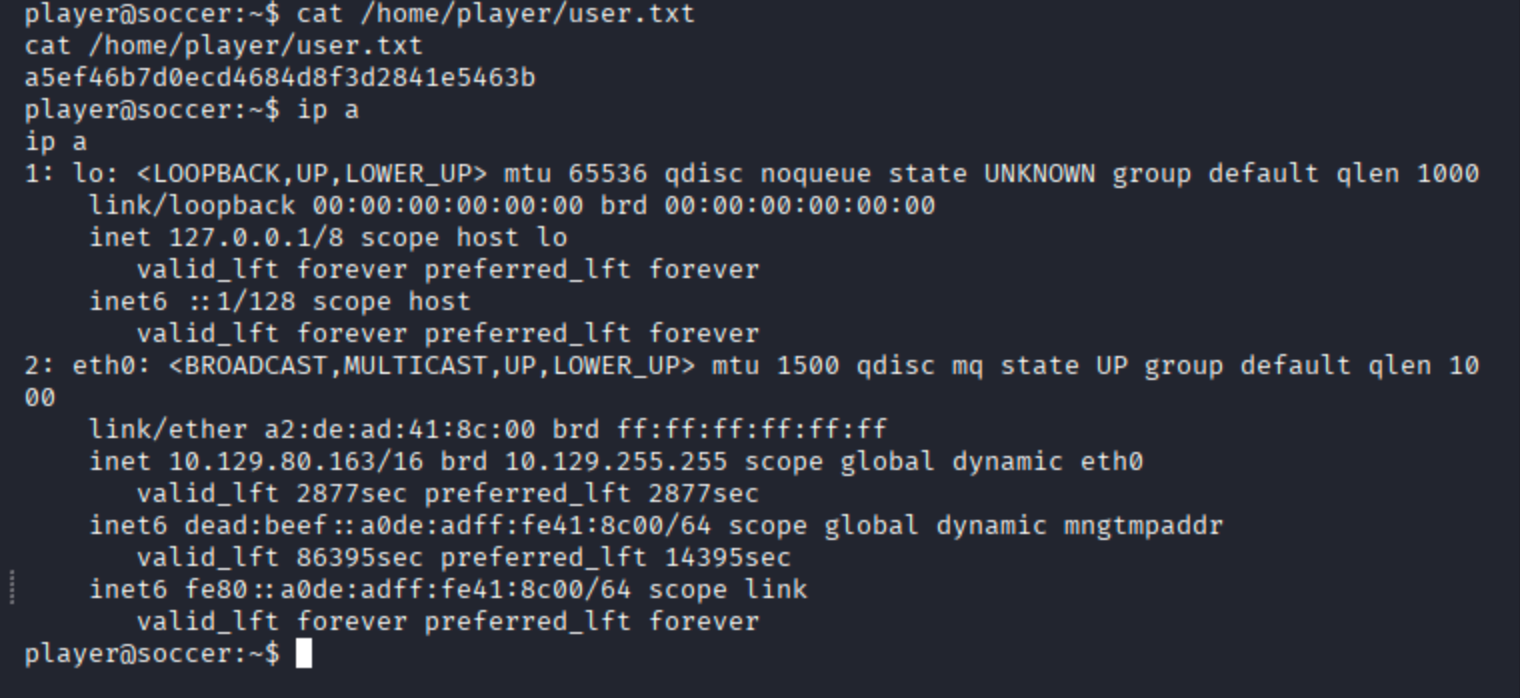 player@soccer:~$ cat /home/player/user.txt
cat /home/player/user.txt
a5ef46b7d0ecd4684d8f3d2841e5463b
player@soccer:~$ ip a
ip a
1: lo: <LOOPBACK,UP,LOWER_UP> mtu 65536 qdisc noqueue state UNKNOWN group default qlen 1000
    link/loopback 00:00:00:00:00:00 brd 00:00:00:00:00:00
    inet 127.0.0.1/8 scope host lo
       valid_lft forever preferred_lft forever
    inet6 ::1/128 scope host
       valid_lft forever preferred_lft forever
2: eth0: <BROADCAST,MULTICAST,UP,LOWER_UP> mtu 1500 qdisc mq state UP group default qlen 10
00
    link/ether a2:de:ad:41:8c:00 brd ff:ff:ff:ff:ff:ff
    inet 10.129.80.163/16 brd 10.129.255.255 scope global dynamic eth0
       valid_lft 2877sec preferred_lft 2877sec
    inet6 dead:beef::a0de:adff:fe41:8c00/64 scope global dynamic mngtmpaddr
       valid_lft 86395sec preferred_lft 14395sec
    inet6 fe80::a0de:adff:fe41:8c00/64 scope link
       valid_lft forever preferred_lft forever
player@soccer:~$